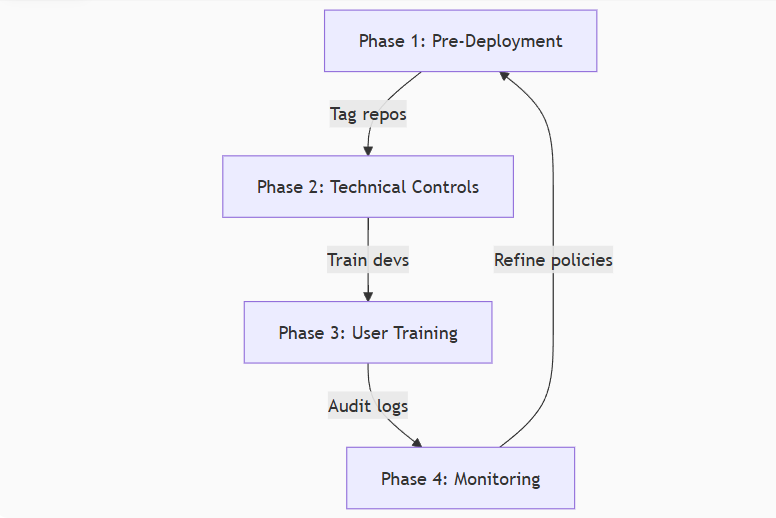 Phase 1: Pre-Deployment
Tag repos
Phase 2: Technical Controls
Train devs
Refine policies
Phase 3: User Training
Audit logs
Phase 4: Monitoring